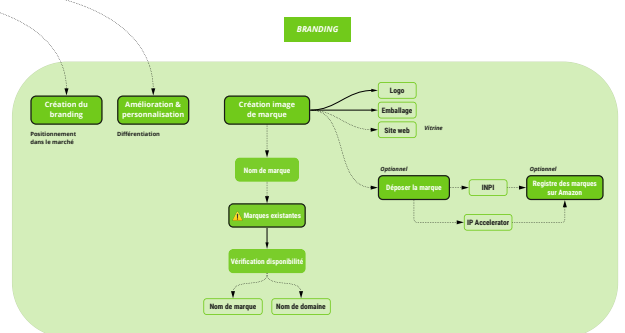 BRANDING
Création du
branding
Positionnement
dans le marché
Amélioration &
personnalisation
Différentiation
Création image
de marque
Logo
Emballage
Site web
Vitrine
Nom de marque
⚠ Marques existantes
Vérification disponibilité
Nom de marque
Nom de domaine
Optionnel
Déposer la marque
INPI
IP Accelerator
Optionnel
Registre des marques
sur Amazon